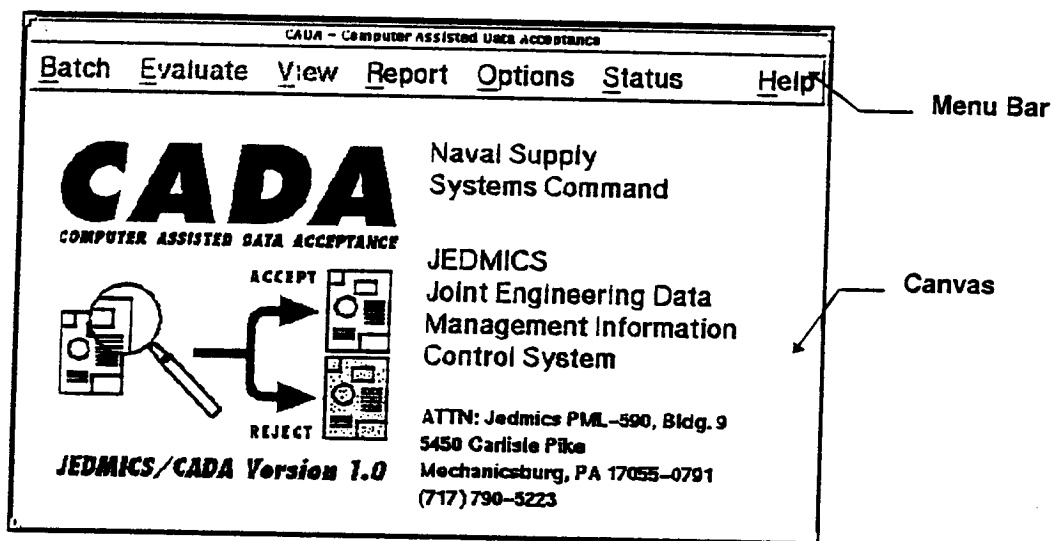 CADA – Computer Assisted Data Acceptance
Batch Evaluate View Report Options Status Help
Menu Bar
CADA
COMPUTER ASSISTED DATA ACCEPTANCE
Naval Supply
Systems Command
JEDMICS
Joint Engineering Data
Management Information
Control System
Canvas
ACCEPT
REJECT
JEDMICS/CADA Version 1.0
ATTN: Jedmics PML–590, Bldg. 9
5450 Carlisle Pike
Mechanicsburg, PA 17055–0791
(717) 790–5223